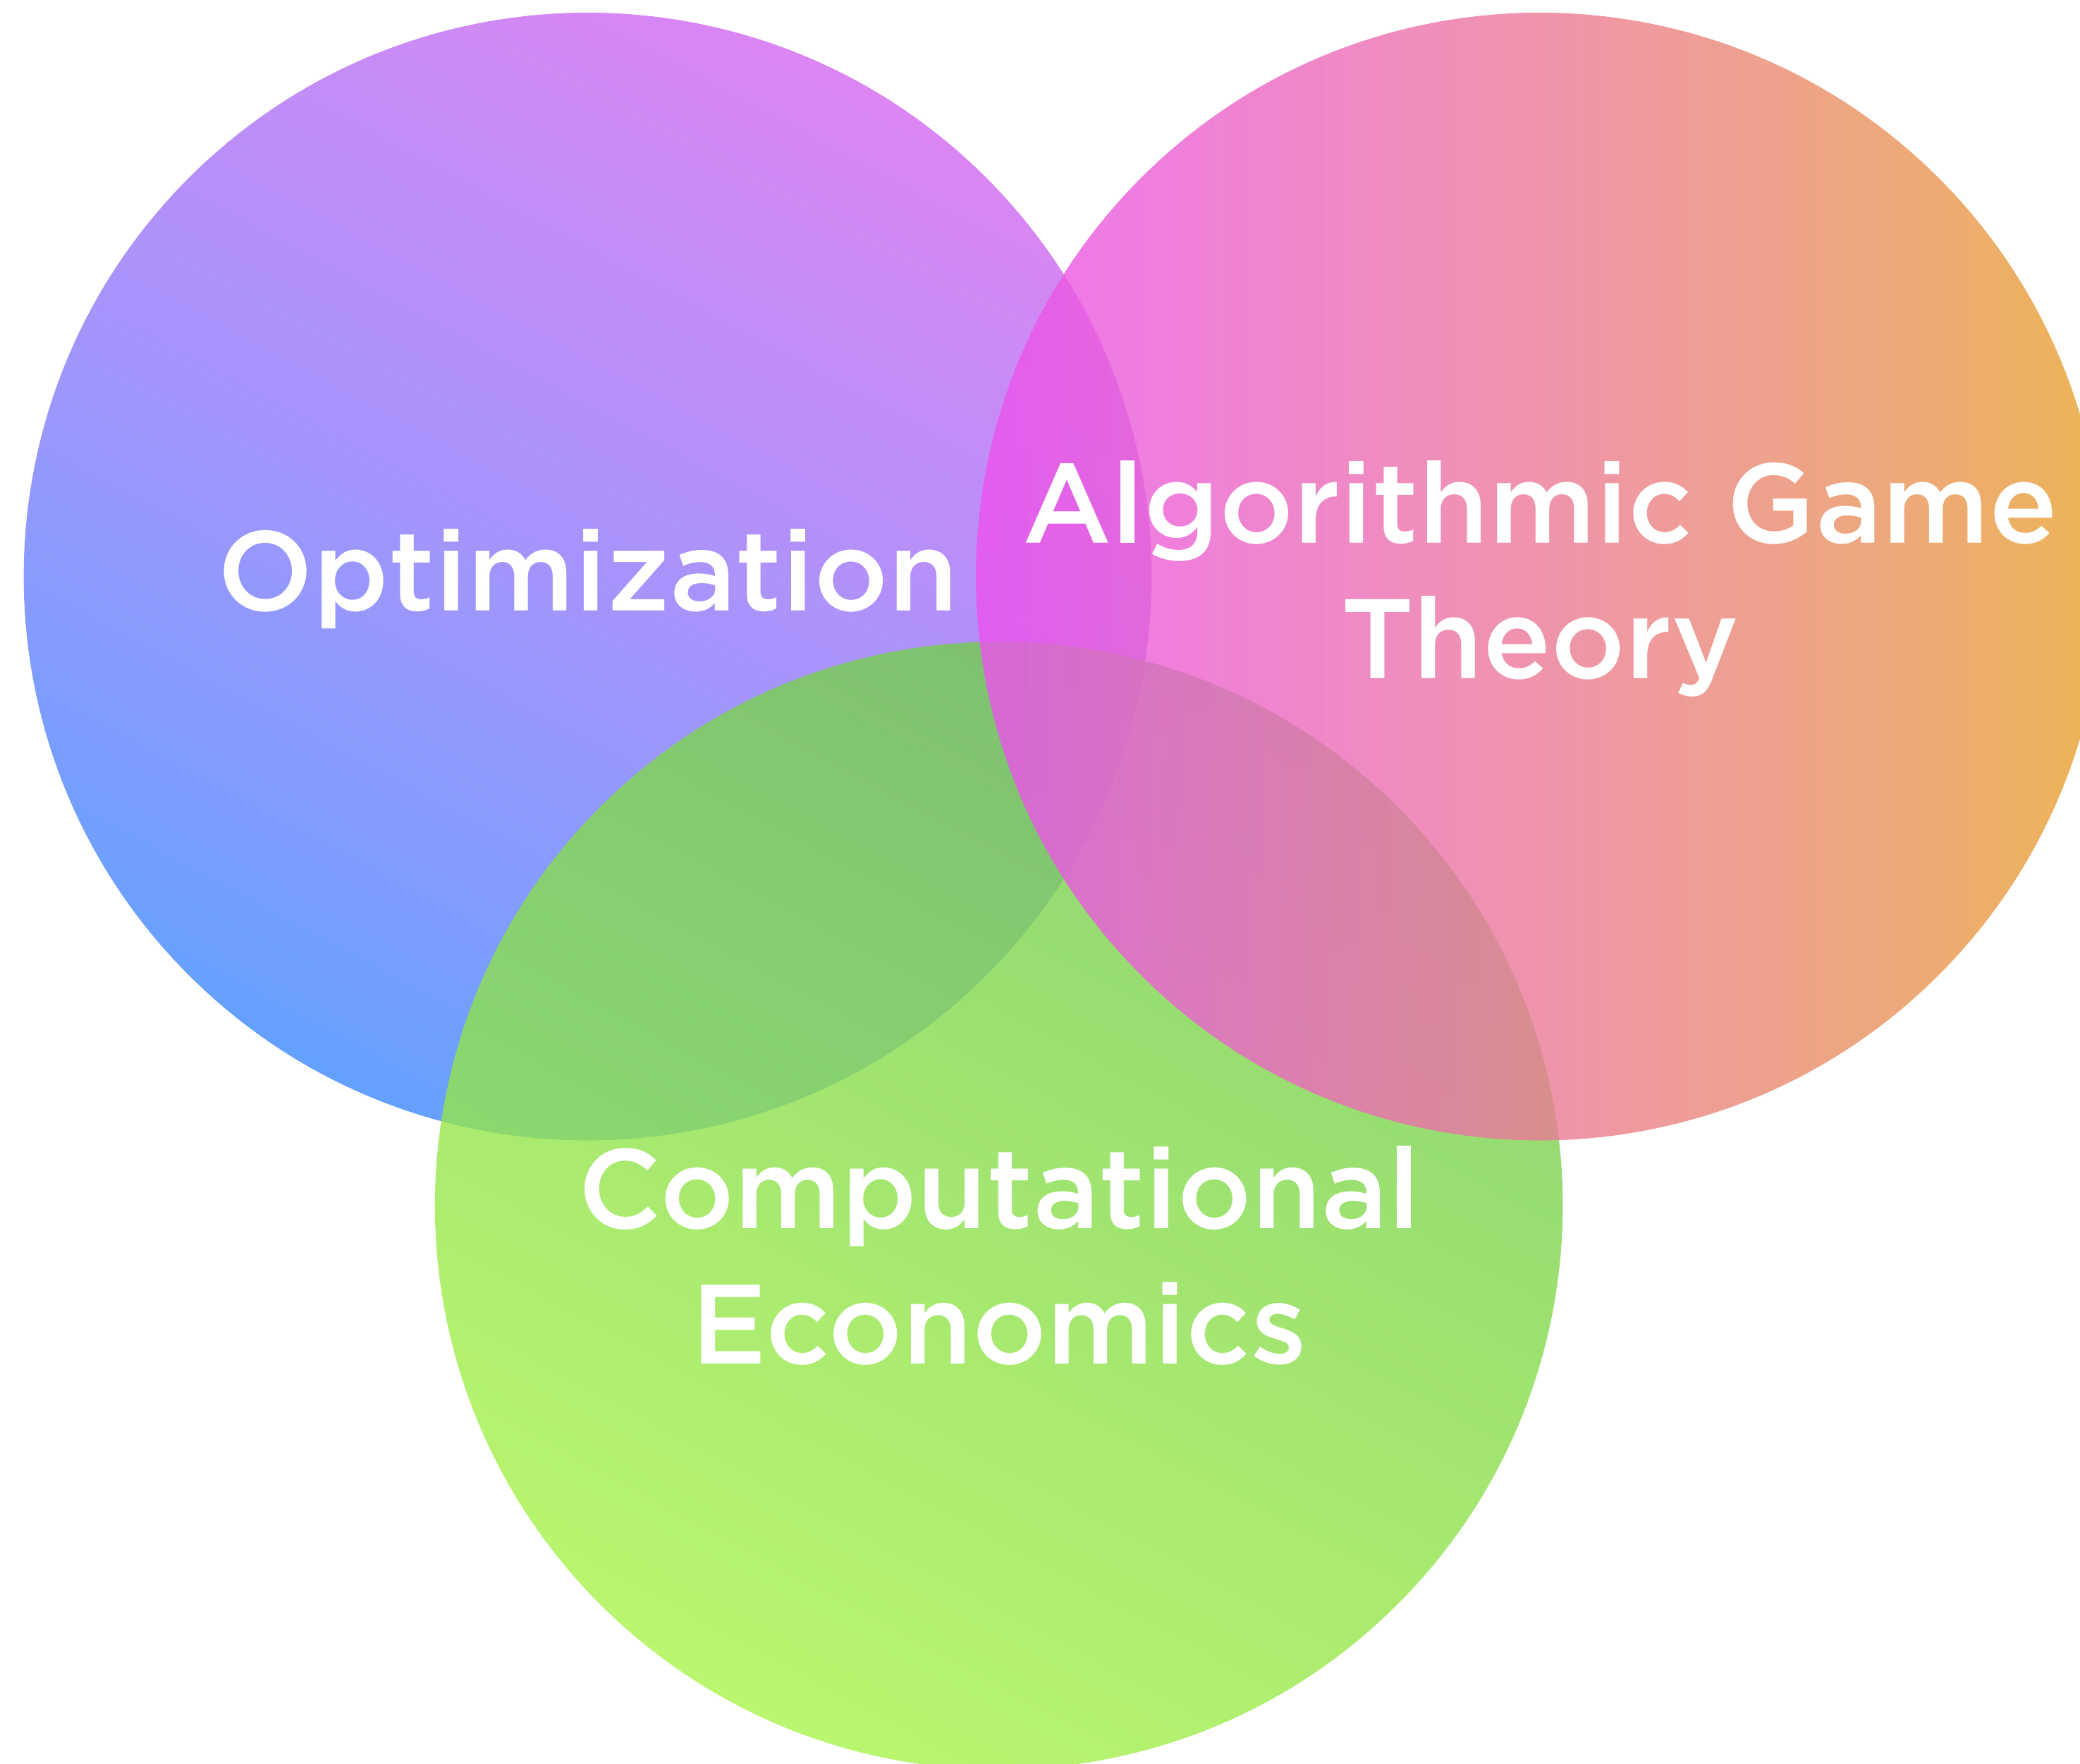 Optimization
Algorithmic Game
Theory
Computational
Economics